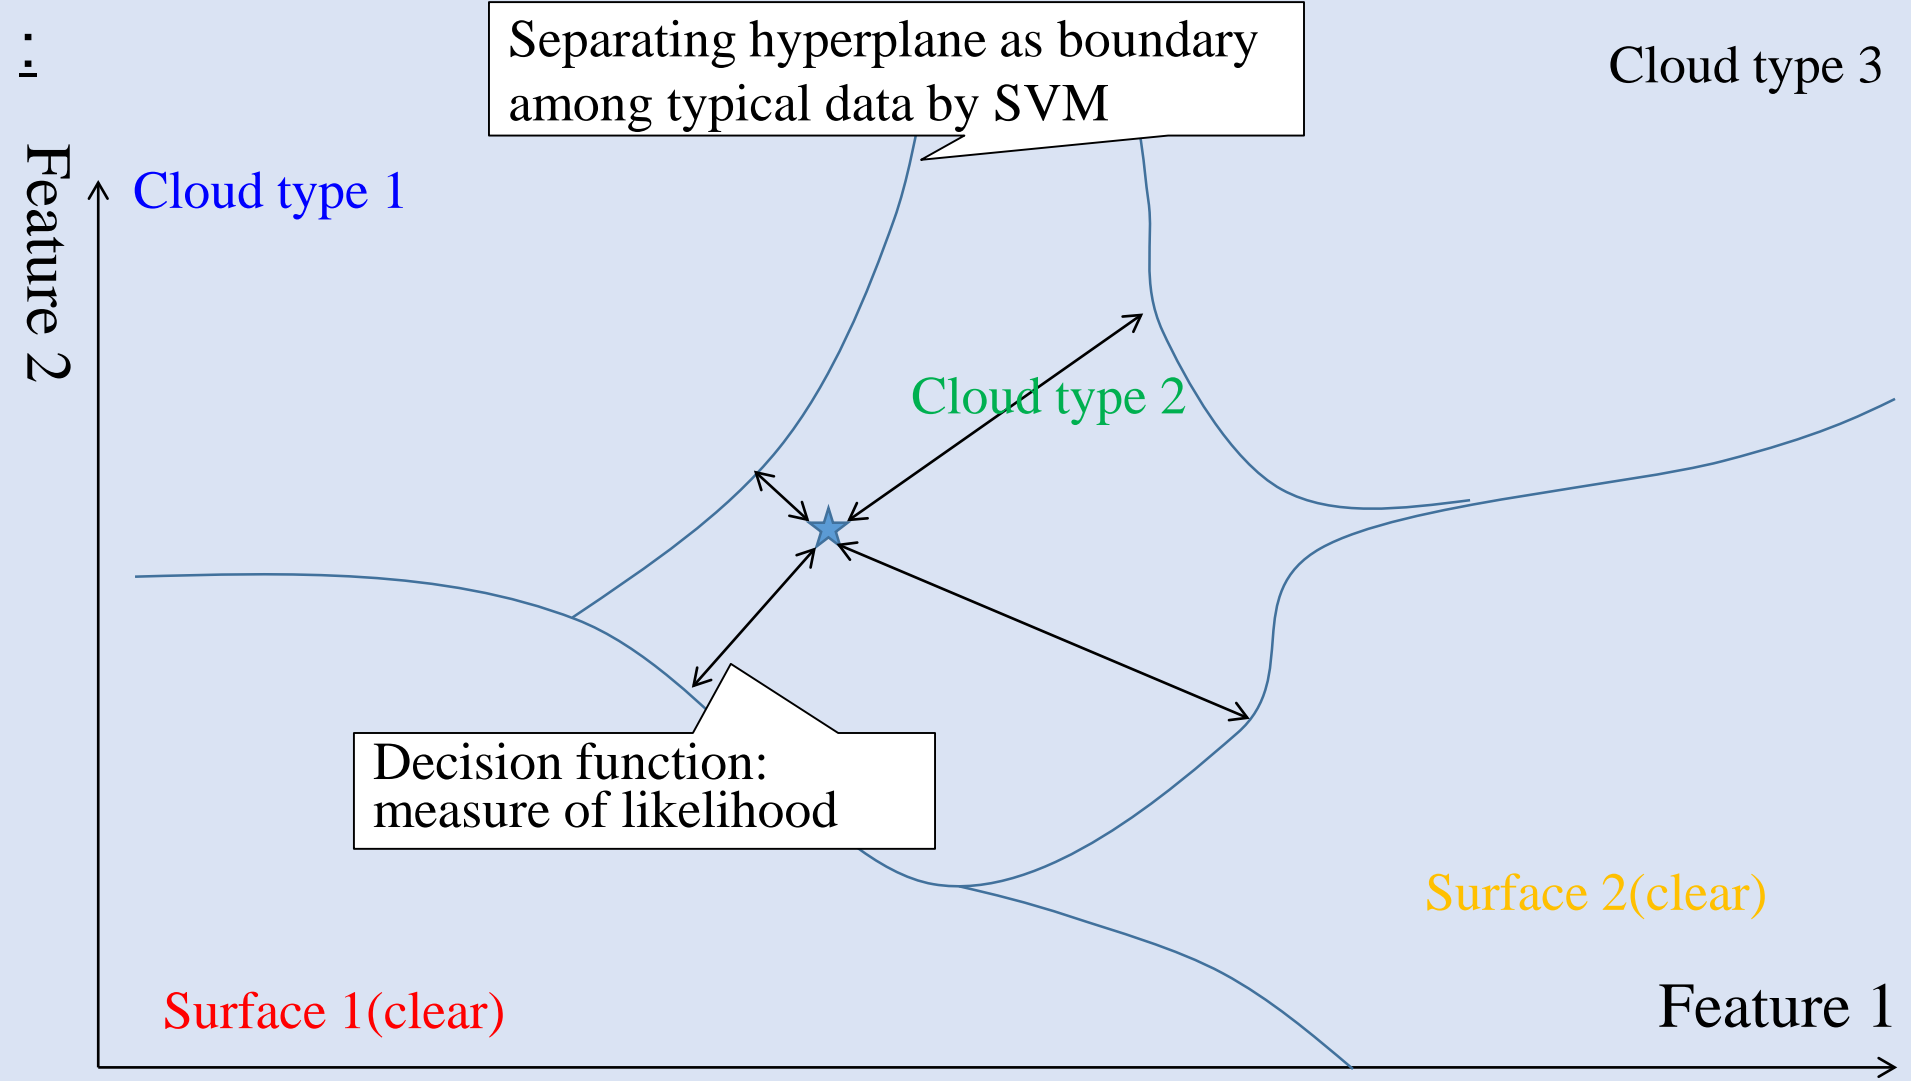 :
Separating hyperplane as boundary
among typical data by SVM
Cloud type 3
Feature 2
Cloud type 1
Cloud type 2
Decision function:
measure of likelihood
Surface 2(clear)
Surface 1(clear)
Feature 1